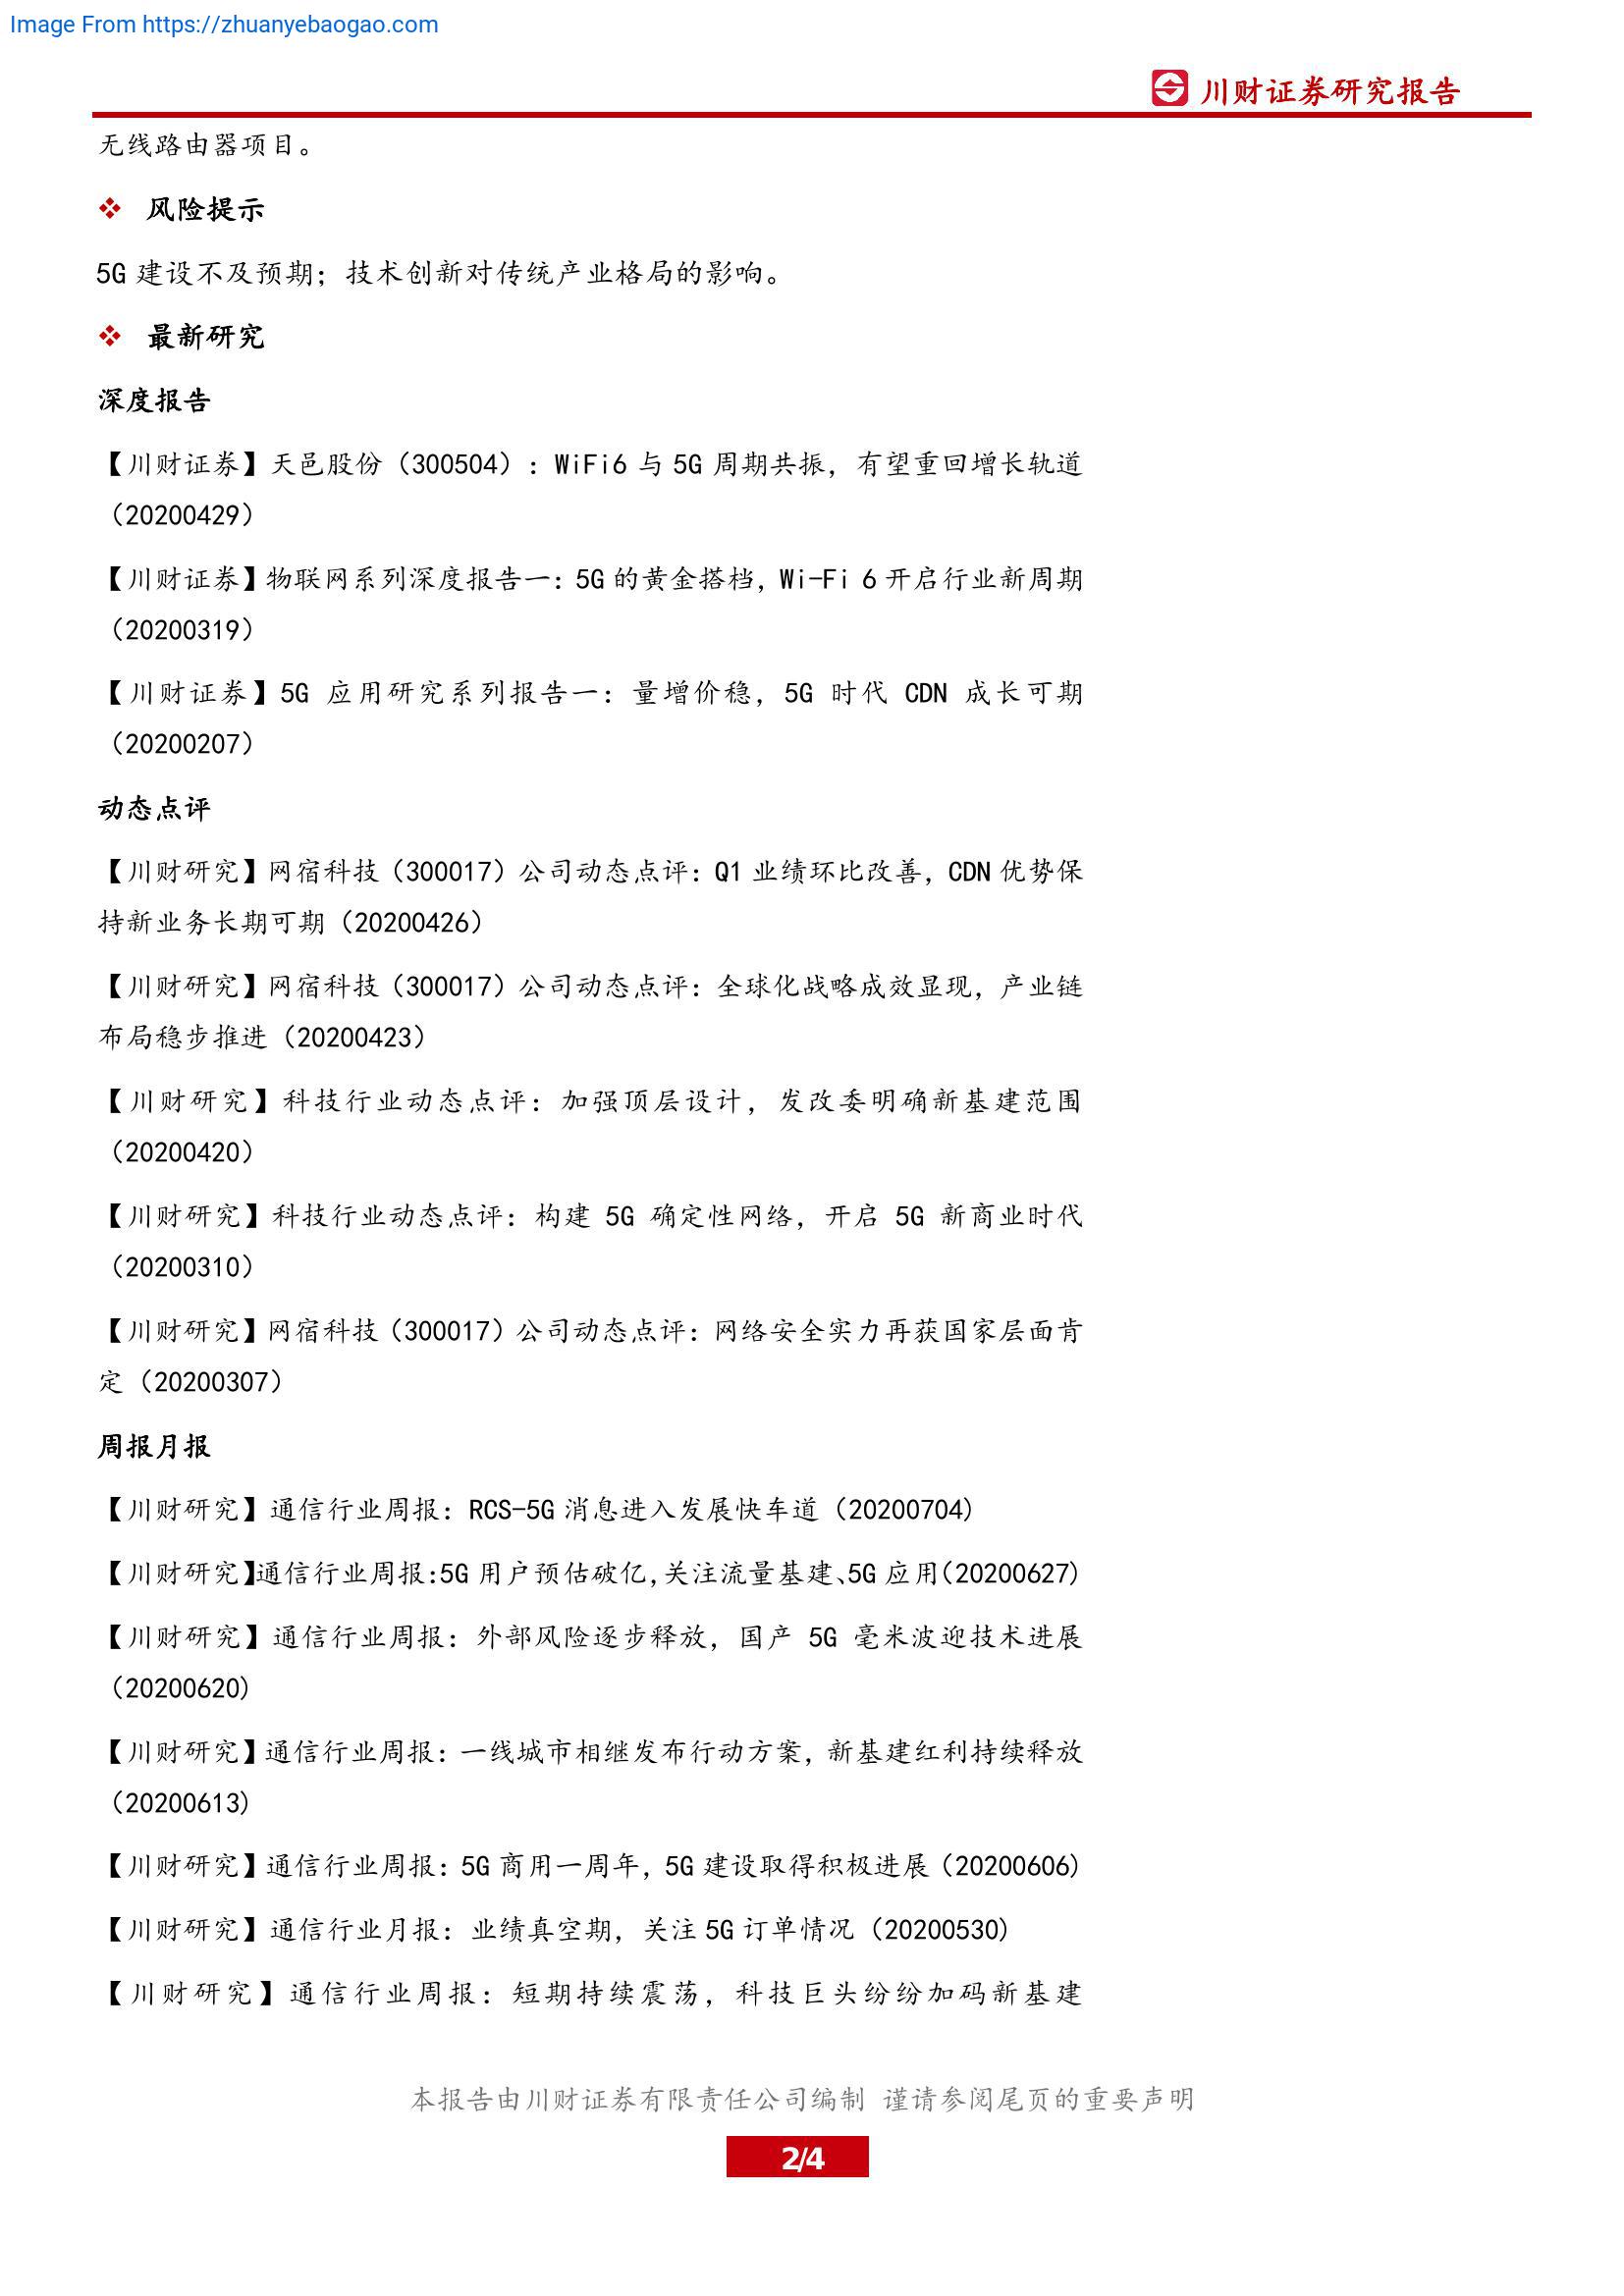 Image From https://zhuanyebaogao.com
川财证券研究报告
无线路由器项目。
❖ 风险提示
5G 建设不及预期；技术创新对传统产业格局的影响。
❖ 最新研究
深度报告
【川财证券】天邑股份（300504）：WiFi6 与 5G 周期共振，有望重回增长轨道
（20200429）
【川财证券】物联网系列深度报告一：5G 的黄金搭档，Wi-Fi 6 开启行业新周期
（20200319）
【川财证券】5G 应用研究系列报告一：量增价稳，5G 时代 CDN 成长可期
（20200207）
动态点评
【川财研究】网宿科技（300017）公司动态点评：Q1 业绩环比改善，CDN 优势保
持新业务长期可期（20200426）
【川财研究】网宿科技（300017）公司动态点评：全球化战略成效显现，产业链
布局稳步推进（20200423）
【川财研究】科技行业动态点评：加强顶层设计，发改委明确新基建范围
（20200420）
【川财研究】科技行业动态点评：构建 5G 确定性网络，开启 5G 新商业时代
（20200310）
【川财研究】网宿科技（300017）公司动态点评：网络安全实力再获国家层面肯
定（20200307）
周报月报
【川财研究】通信行业周报：RCS-5G 消息进入发展快车道（20200704)
【川财研究】通信行业周报:5G 用户预估破亿,关注流量基建、5G 应用(20200627)
【川财研究】通信行业周报：外部风险逐步释放，国产 5G 毫米波迎技术进展
（20200620)
【川财研究】通信行业周报：一线城市相继发布行动方案，新基建红利持续释放
（20200613)
【川财研究】通信行业周报：5G 商用一周年，5G 建设取得积极进展（20200606)
【川财研究】通信行业月报：业绩真空期，关注 5G 订单情况（20200530)
【川财研究】通信行业周报：短期持续震荡，科技巨头纷纷加码新基建
本报告由川财证券有限责任公司编制 谨请参阅尾页的重要声明
2/4